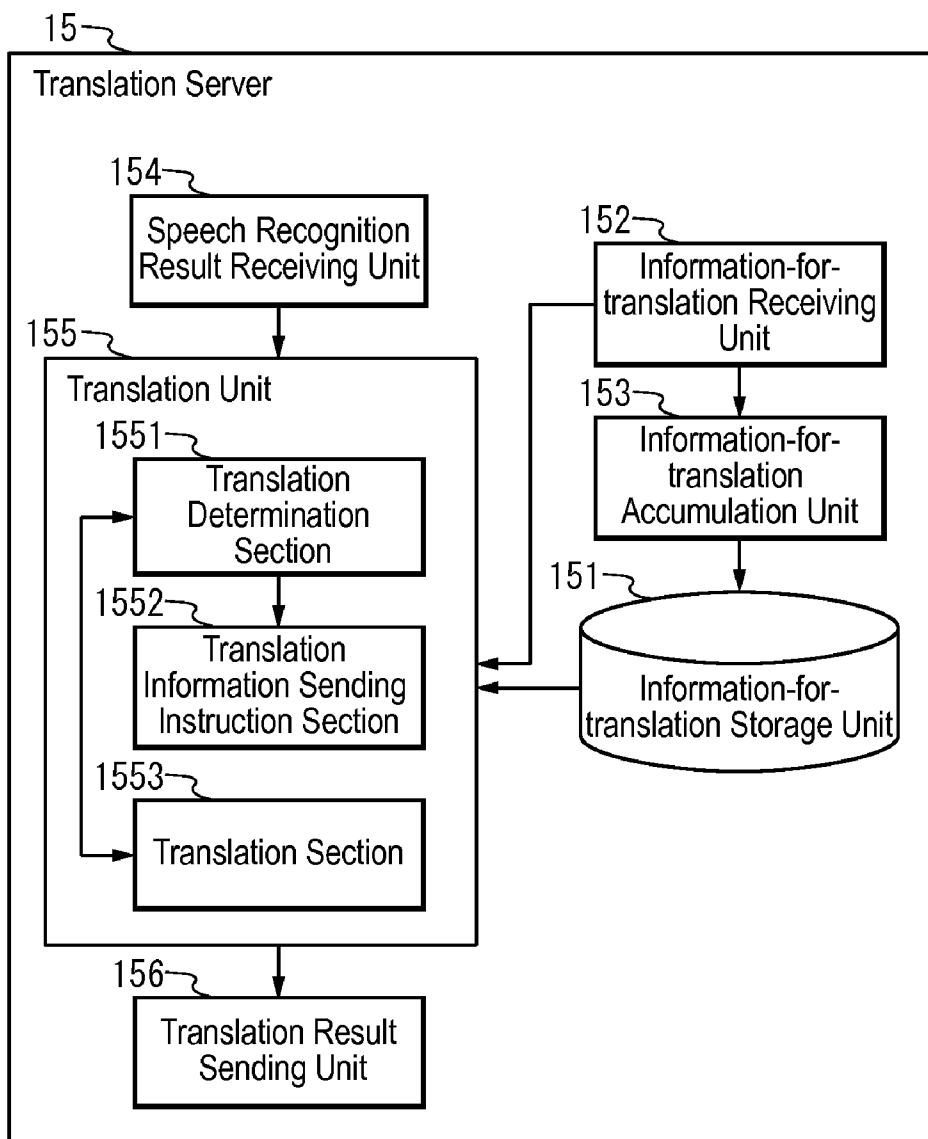 15
Translation Server
154
Speech Recognition
Result Receiving Unit
152
Information-for-
translation Receiving
Unit
155
Translation Unit
153
Information-for-
translation
Accumulation Unit
1551
Translation
Determination
Section
151
Information-for-
translation Storage Unit
1552
Translation
Information Sending
Instruction Section
1553
Translation Section
156
Translation Result
Sending Unit